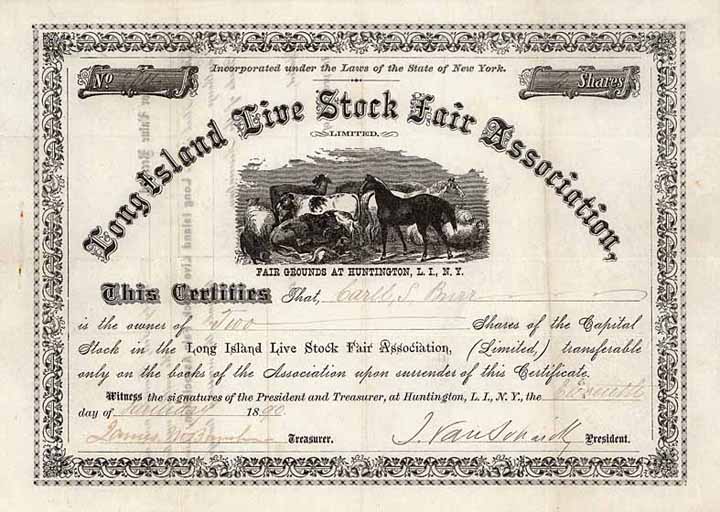 No
Incorporated under the Laws of the State of New York.
Shares
Long Island Live Stock Fair Association,
LIMITED.
FAIR GROUNDS AT HUNTINGTON, L. I., N. Y.
This Certifies That, Carll S. Burr
is the owner of Two Shares of the Capital
Stock in the Long Island Live Stock Fair Association, (Limited,) transferable
only on the books of the Association upon surrender of this Certificate.
Witness the signatures of the President and Treasurer, at Huntington, L. I., N. Y., the
day of January 1890.
Treasurer. President.